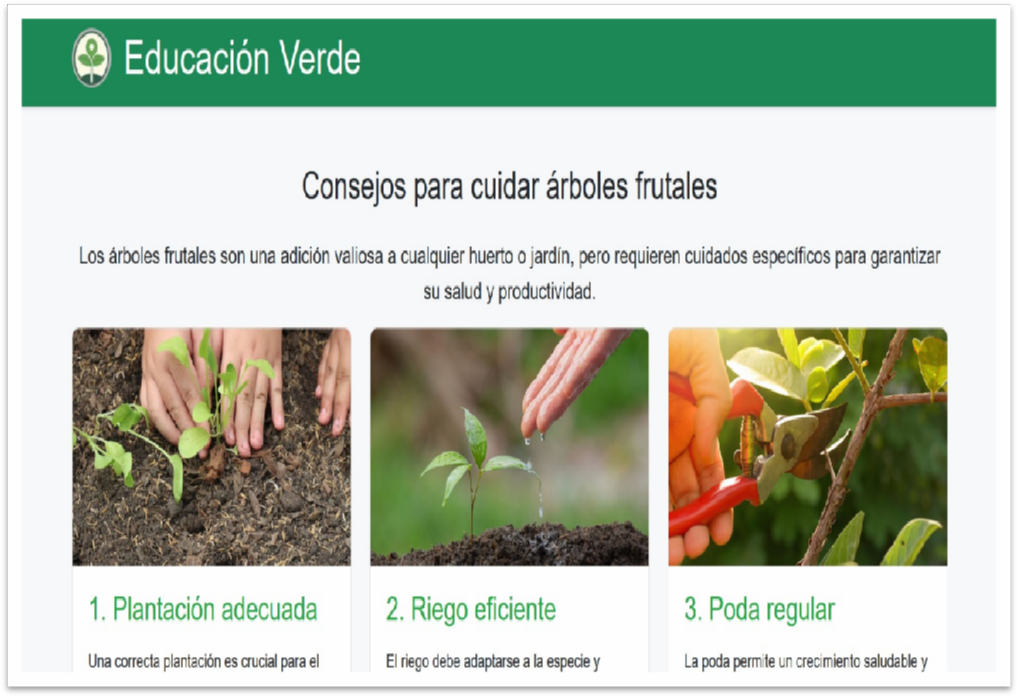 Educación Verde
Consejos para cuidar árboles frutales
Los árboles frutales son una adición valiosa a cualquier huerto o jardín, pero requieren cuidados específicos para garantizar
su salud y productividad.
1. Plantación adecuada
Una correcta plantación es crucial para el
2. Riego eficiente
El riego debe adaptarse a la especie y
3. Poda regular
La poda permite un crecimiento saludable y